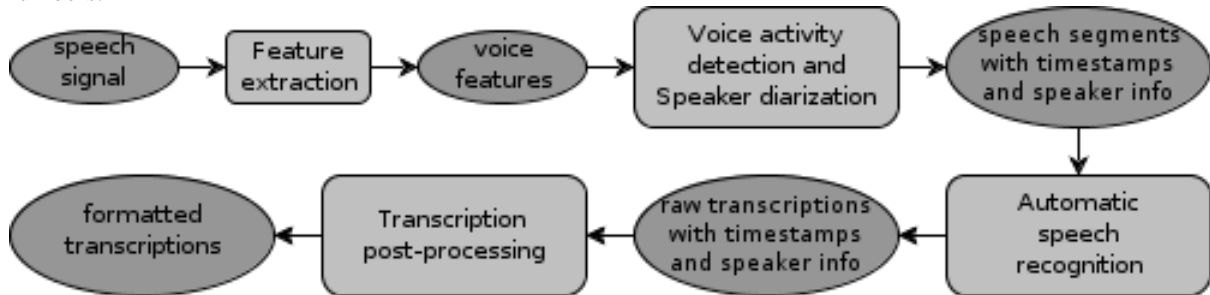 speech
signal
Feature
extraction
voice
features
Voice activity
detection and
Speaker diarization
speech segments
with timestamps
and speaker info
formatted
transcriptions
Transcription
post-processing
raw transcriptions
with timestamps
and speaker info
Automatic
speech
recognition